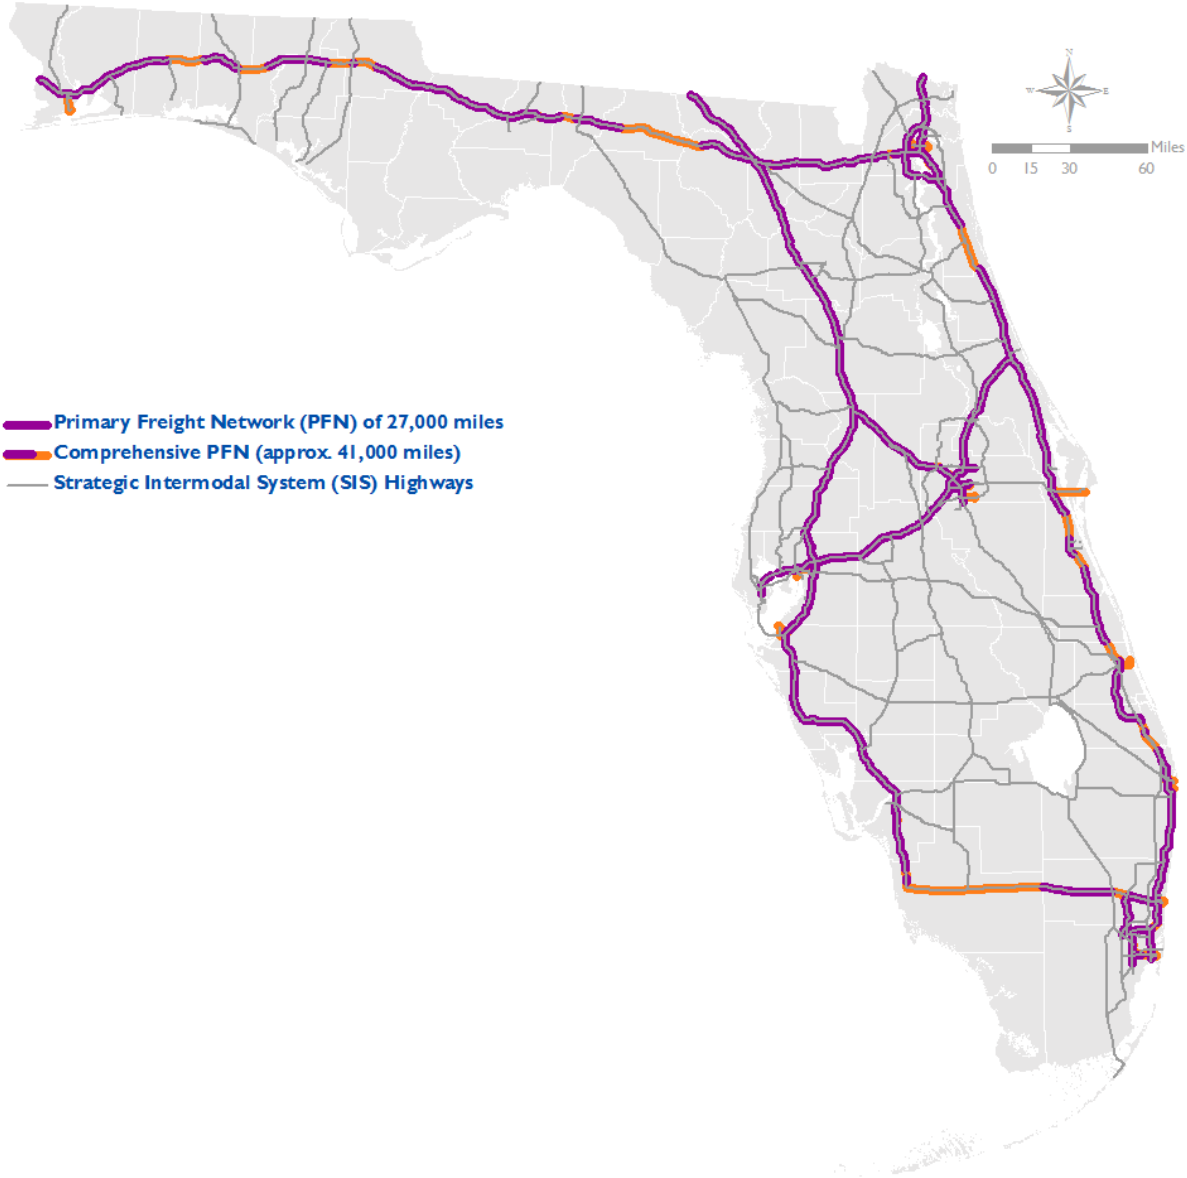 N
W E
S
Miles
0 15 30 60
Primary Freight Network (PFN) of 27,000 miles
Comprehensive PFN (approx. 41,000 miles)
Strategic Intermodal System (SIS) Highways